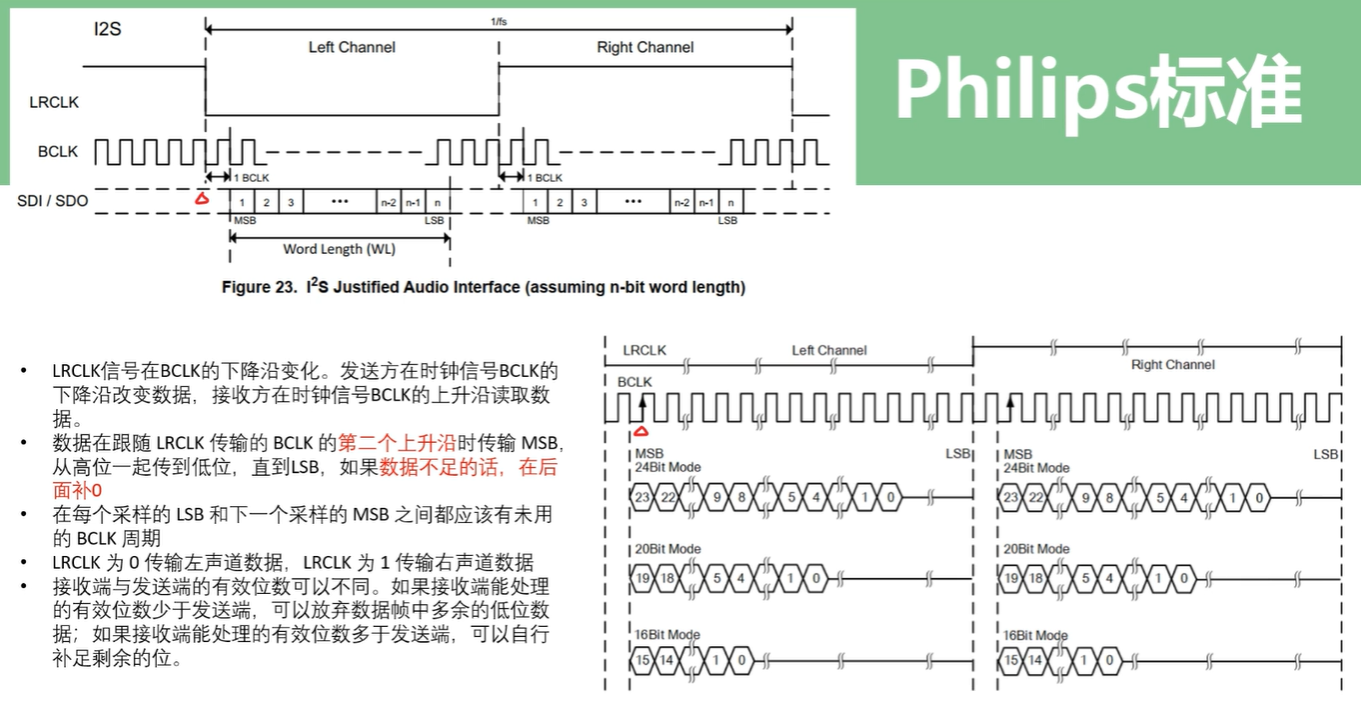 I2S
1/fs
Left Channel
Right Channel
Philips标准
LRCLK
BCLK
1 BCLK
1 BCLK
SDI / SDO
1 2 3 ••• n-2 n-1 n
1 2 3 ••• n-2 n-1 n
MSB
LSB
MSB
LSB
Word Length (WL)
Figure 23. I²S Justified Audio Interface (assuming n-bit word length)
• LRCLK信号在BCLK的下降沿变化。发送方在时钟信号BCLK的
下降沿改变数据，接收方在时钟信号BCLK的上升沿读取数
据。
• 数据在跟随 LRCLK 传输的 BCLK 的第二个上升沿时传输 MSB，
从高位一起传到低位，直到LSB，如果数据不足的话，在后
面补0
• 在每个采样的 LSB 和下一个采样的 MSB 之间都应该有未用
的 BCLK 周期
• LRCLK 为 0 传输左声道数据，LRCLK 为 1 传输右声道数据
• 接收端与发送端的有效位数可以不同。如果接收端能处理
的有效位数少于发送端，可以放弃数据帧中多余的低位数
据；如果接收端能处理的有效位数多于发送端，可以自行
补足剩余的位。
LRCLK
Left Channel
Right Channel
BCLK
MSB
LSB
MSB
LSB
24Bit Mode
24Bit Mode
23 22 9 8 5 4 1 0
23 22 9 8 5 4 1 0
20Bit Mode
20Bit Mode
19 18 5 4 1 0
19 18 5 4 1 0
16Bit Mode
16Bit Mode
15 14 1 0
15 14 1 0